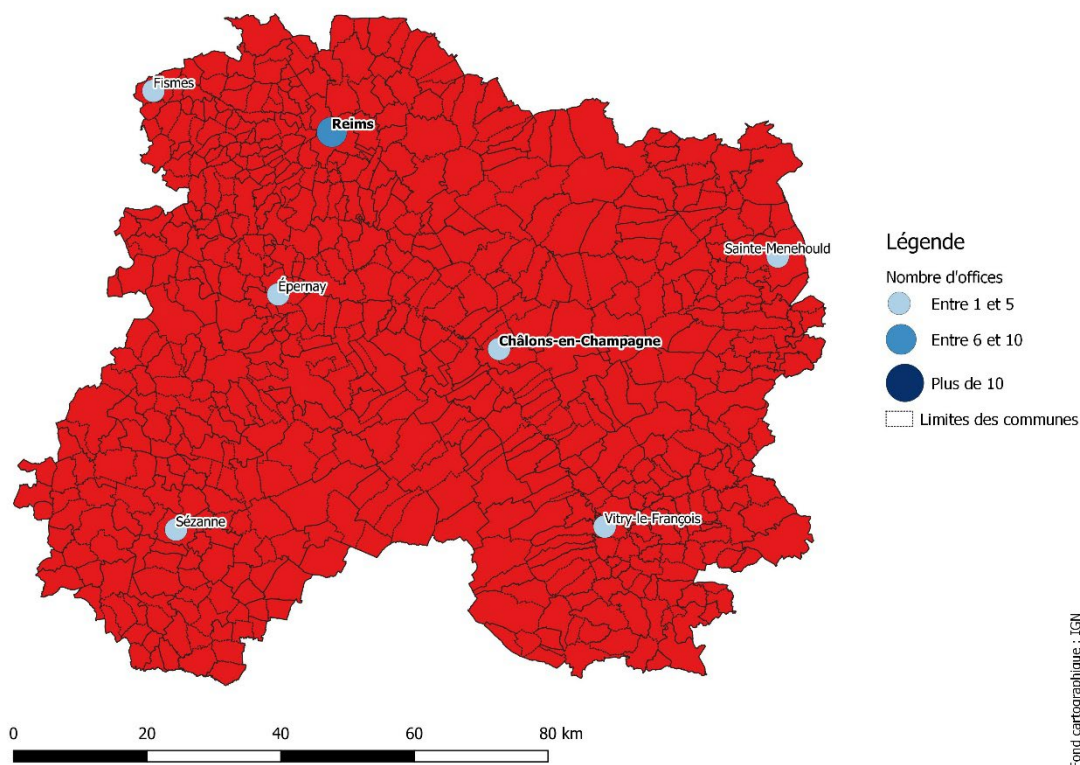 Fismes
Reims
Sainte-Menehould
Épernay
Châlons-en-Champagne
Sézanne
Vitry-le-François
Légende
Nombre d'offices
Entre 1 et 5
Entre 6 et 10
Plus de 10
Limites des communes
0 20 40 60 80 km
Fond cartographique : IGN